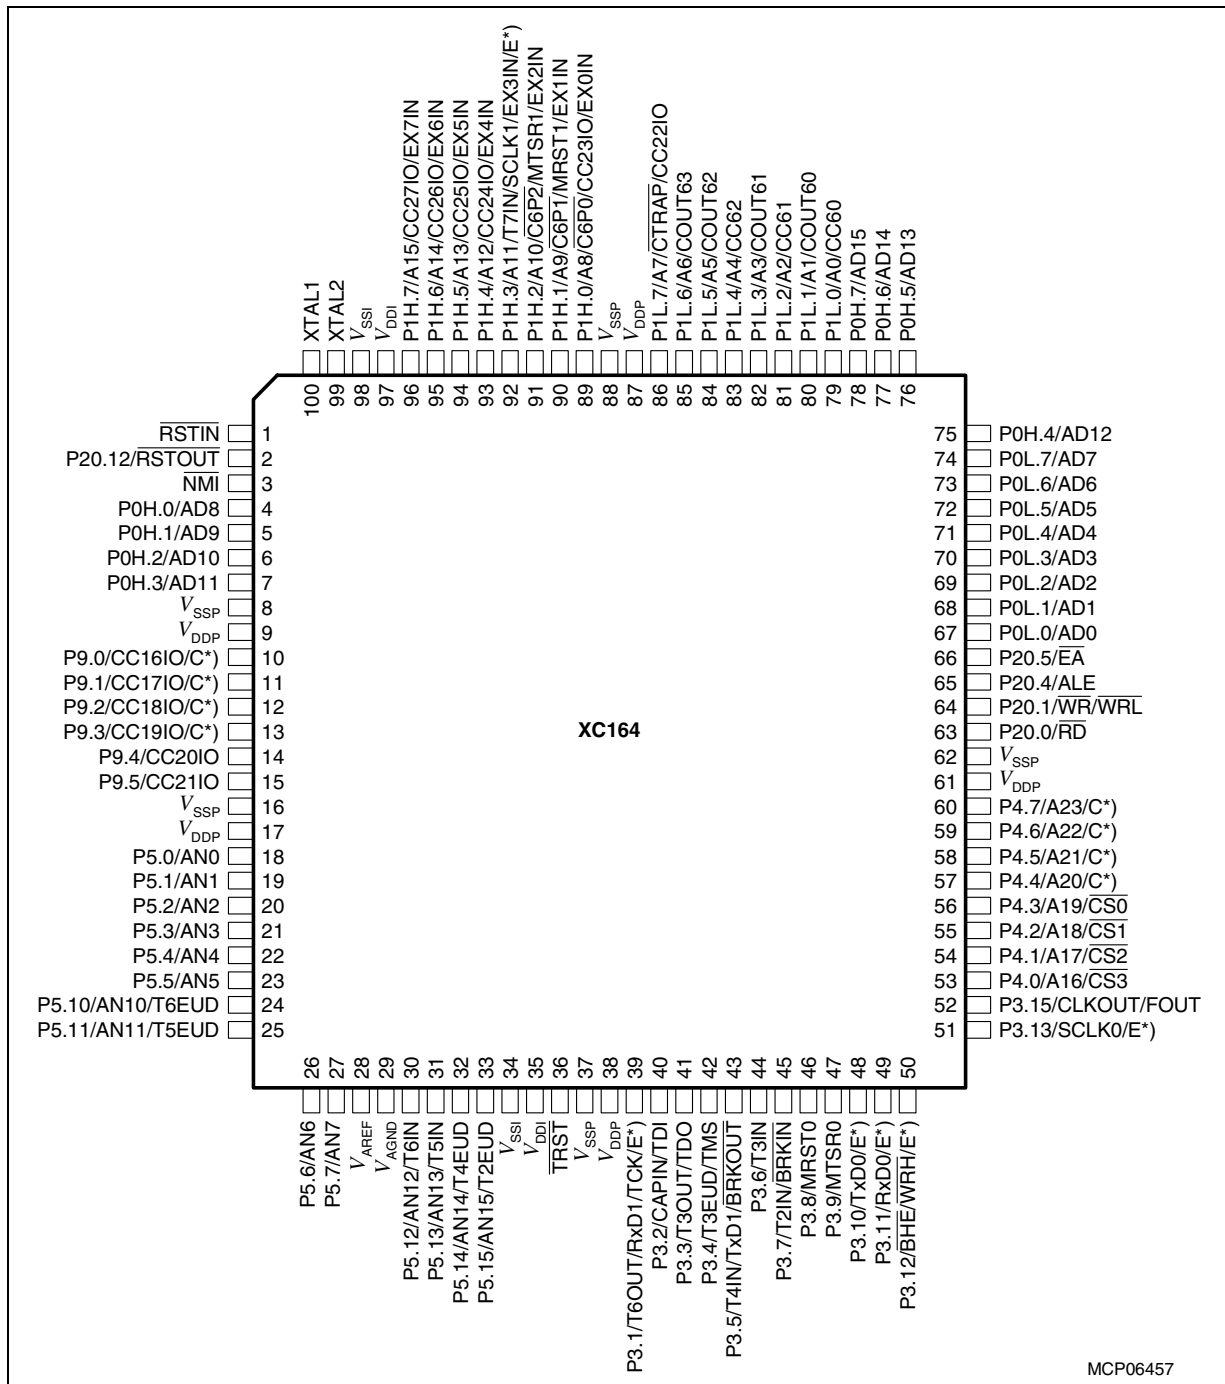 XTAL1
XTAL2
VSSI
VDDI
P1H.7/A15/CC27IO/EX7IN
P1H.6/A14/CC26IO/EX6IN
P1H.5/A13/CC25IO/EX5IN
P1H.4/A12/CC24IO/EX4IN
P1H.3/A11/T7IN/SCLK1/EX3IN/E*)
P1H.2/A10/C6P2/MTSR1/EX2IN
P1H.1/A9/C6P1/MRST1/EX1IN
P1H.0/A8/C6P0/CC23IO/EX0IN
VSSP
VDDP
P1L.7/A7/CTRAP/CC22IO
P1L.6/A6/COUT63
P1L.5/A5/COUT62
P1L.4/A4/CC62
P1L.3/A3/COUT61
P1L.2/A2/CC61
P1L.1/A1/COUT60
P1L.0/A0/CC60
P0H.7/AD15
P0H.6/AD14
P0H.5/AD13
100
99
98
97
96
95
94
93
92
91
90
89
88
87
86
85
84
83
82
81
80
79
78
77
76
RSTIN 1
P20.12/RSTOUT 2
NMI 3
P0H.0/AD8 4
P0H.1/AD9 5
P0H.2/AD10 6
P0H.3/AD11 7
VSSP 8
VDDP 9
P9.0/CC16IO/C*) 10
P9.1/CC17IO/C*) 11
P9.2/CC18IO/C*) 12
P9.3/CC19IO/C*) 13
P9.4/CC20IO 14
P9.5/CC21IO 15
VSSP 16
VDDP 17
P5.0/AN0 18
P5.1/AN1 19
P5.2/AN2 20
P5.3/AN3 21
P5.4/AN4 22
P5.5/AN5 23
P5.10/AN10/T6EUD 24
P5.11/AN11/T5EUD 25
XC164
75 P0H.4/AD12
74 P0L.7/AD7
73 P0L.6/AD6
72 P0L.5/AD5
71 P0L.4/AD4
70 P0L.3/AD3
69 P0L.2/AD2
68 P0L.1/AD1
67 P0L.0/AD0
66 P20.5/EA
65 P20.4/ALE
64 P20.1/WR/WRL
63 P20.0/RD
62 VSSP
61 VDDP
60 P4.7/A23/C*)
59 P4.6/A22/C*)
58 P4.5/A21/C*)
57 P4.4/A20/C*)
56 P4.3/A19/CS0
55 P4.2/A18/CS1
54 P4.1/A17/CS2
53 P4.0/A16/CS3
52 P3.15/CLKOUT/FOUT
51 P3.13/SCLK0/E*)
26
27
28
29
30
31
32
33
34
35
36
37
38
39
40
41
42
43
44
45
46
47
48
49
50
P5.6/AN6
P5.7/AN7
VAREF
VAGND
P5.12/AN12/T6IN
P5.13/AN13/T5IN
P5.14/AN14/T4EUD
P5.15/AN15/T2EUD
VSSI
VDDI
TRST
VSSP
VDDP
P3.1/T6OUT/RxD1/TCK/E*)
P3.2/CAPIN/TDI
P3.3/T3OUT/TDO
P3.4/T3EUD/TMS
P3.5/T4IN/TxD1/BRKOUT
P3.6/T3IN
P3.7/T2IN/BRKIN
P3.8/MRST0
P3.9/MTSR0
P3.10/TxD0/E*)
P3.11/RxD0/E*)
P3.12/BHE/WRH/E*)
MCP06457